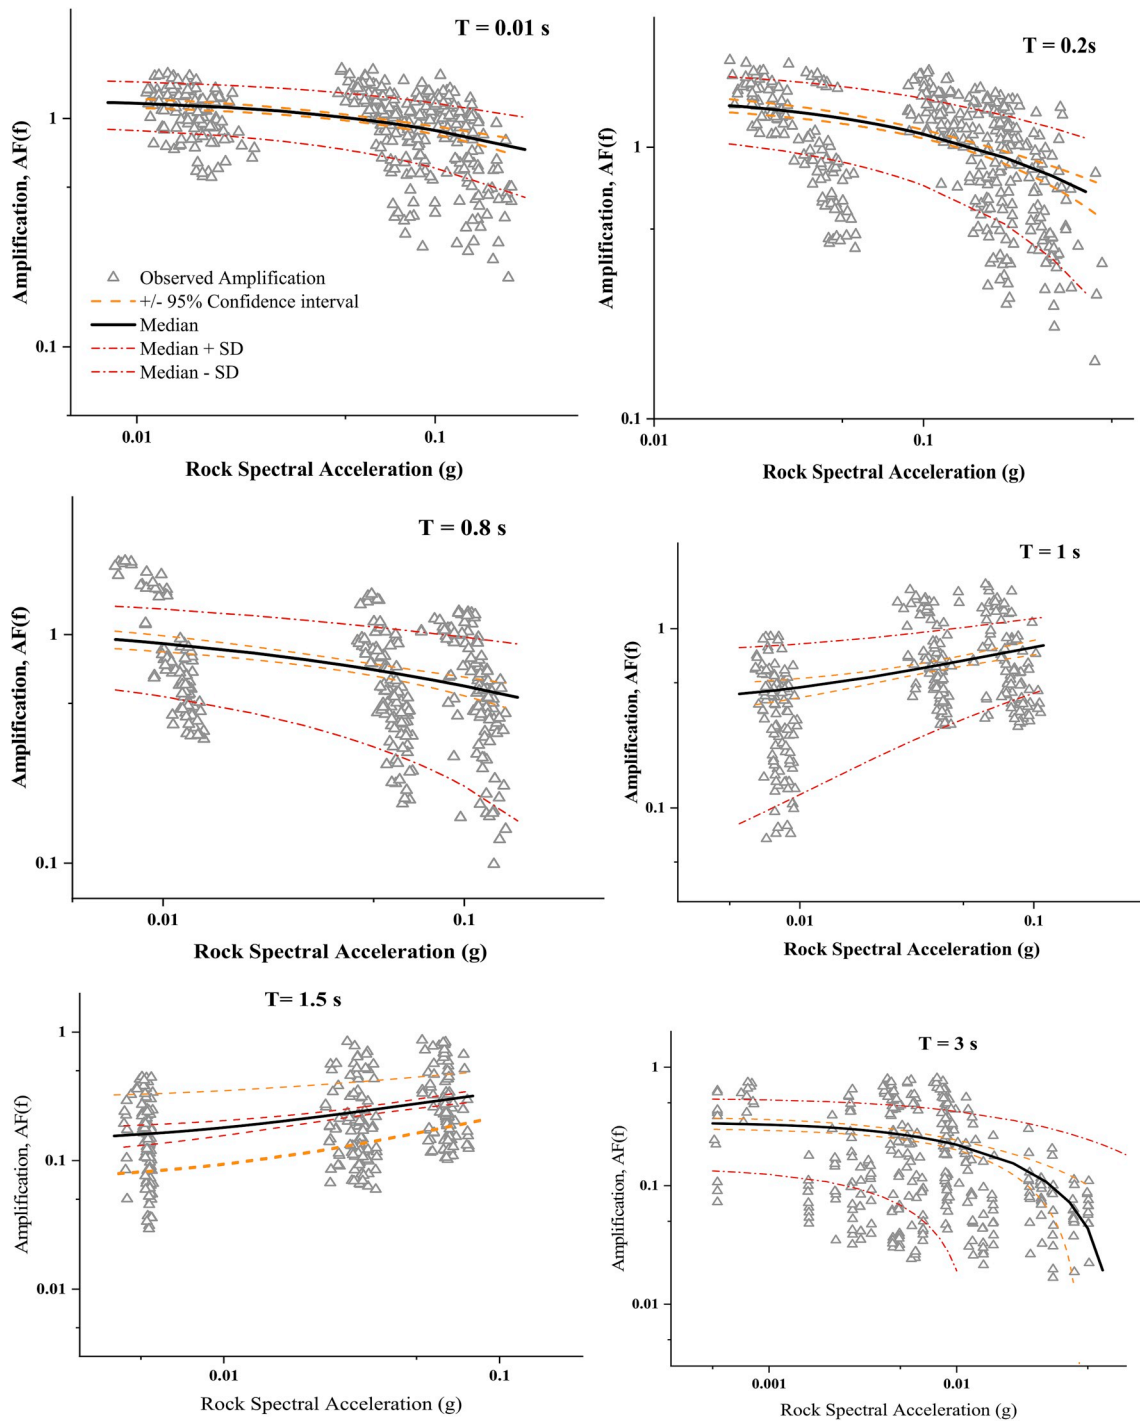 T = 0.01 s
Amplification, AF(f)
1
0.1
Observed Amplification
+/- 95% Confidence interval
Median
Median + SD
Median - SD
0.01
0.1
Rock Spectral Acceleration (g)
T = 0.2s
Amplification, AF(f)
1
0.1
0.01
0.1
Rock Spectral Acceleration (g)
T = 0.8 s
Amplification, AF(f)
1
0.1
0.01
0.1
Rock Spectral Acceleration (g)
T = 1 s
Amplification, AF(f)
1
0.1
0.01
0.1
Rock Spectral Acceleration (g)
T= 1.5 s
Amplification, AF(f)
1
0.1
0.01
0.01
0.1
Rock Spectral Acceleration (g)
T = 3 s
Amplification, AF(f)
1
0.1
0.01
0.001
0.01
Rock Spectral Acceleration (g)